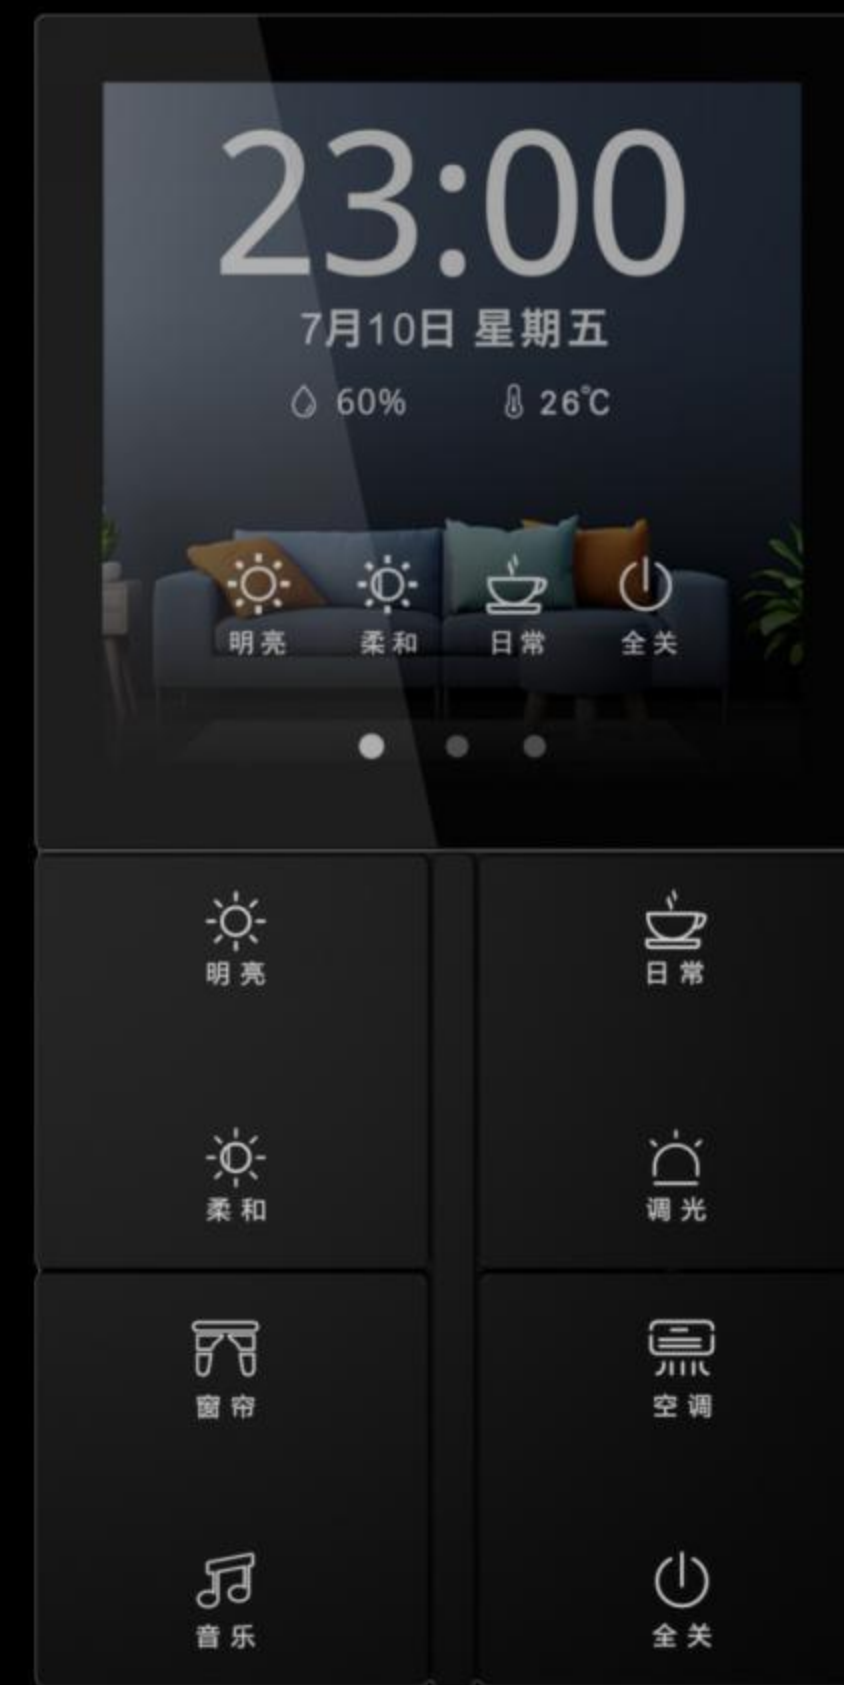 23:00
7月10日 星期五
60% 26℃
明亮 柔和 日常 全关
明亮 日常
柔和 调光
窗帘 空调
音乐 全关